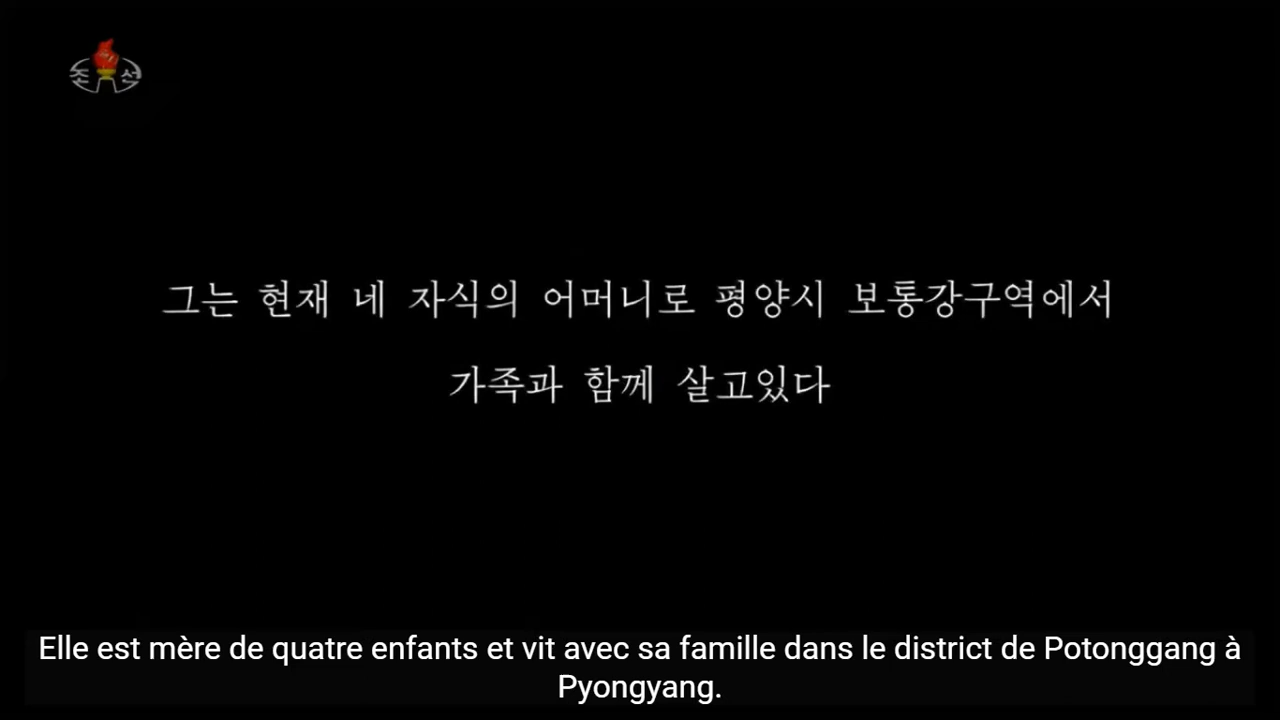 조선
그는 현재 네 자식의 어머니로 평양시 보통강구역에서
가족과 함께 살고있다
Elle est mère de quatre enfants et vit avec sa famille dans le district de Potonggang à
Pyongyang.